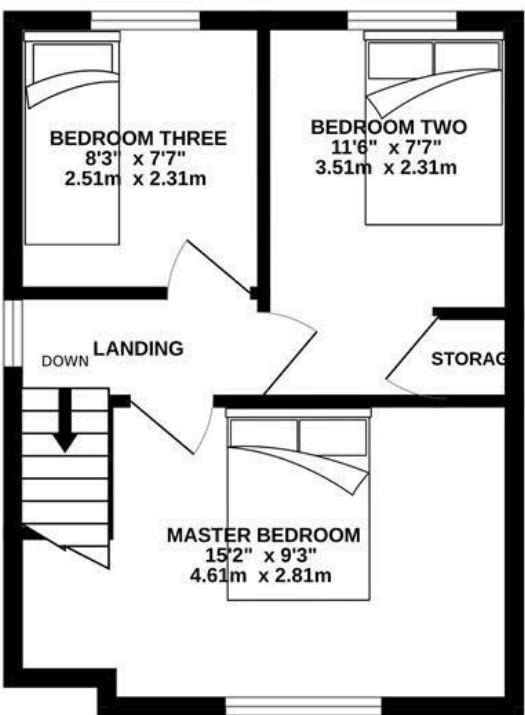 BEDROOM THREE
8'3" x 7'7"
2.51m x 2.31m
BEDROOM TWO
11'6" x 7'7"
3.51m x 2.31m
DOWN
LANDING
STORAG
MASTER BEDROOM
15'2" x 9'3"
4.61m x 2.81m